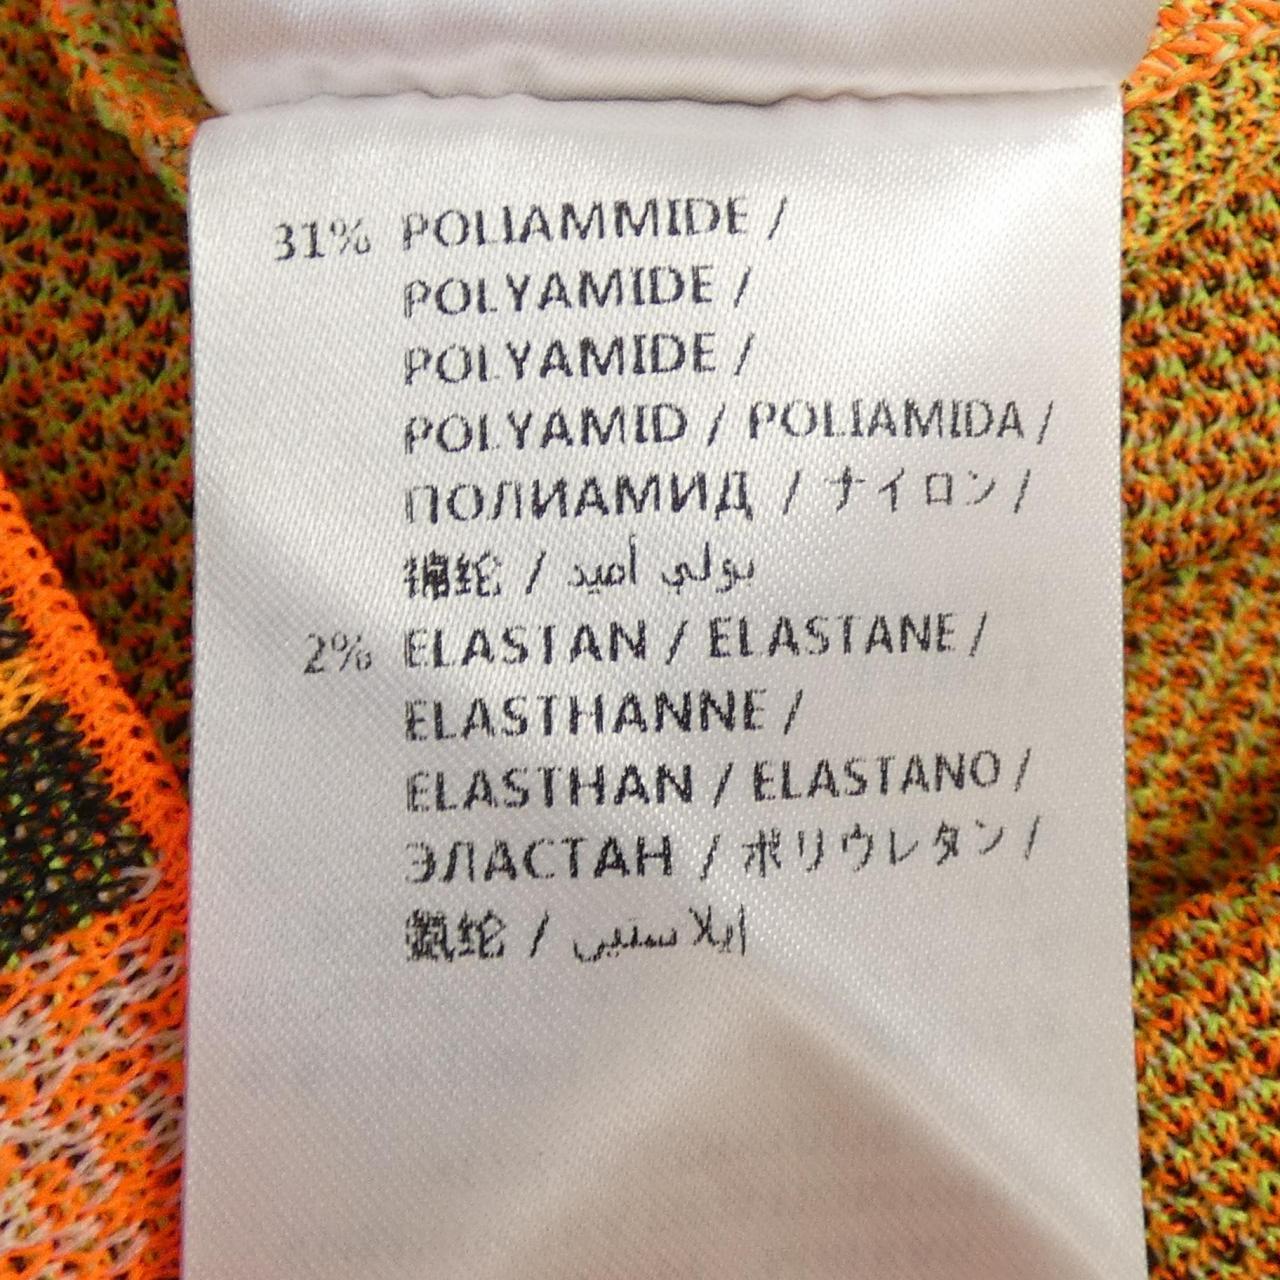 31% POLIAMMIDE /
POLYAMIDE /
POLYAMIDE /
POLYAMID / POLIAMIDA /
ПОЛИАМИД / ナイロン /
锦纶 / بولي أميد
2% ELASTAN / ELASTANE /
ELASTHANNE /
ELASTHAN / ELASTANO /
ЭЛАСТАН / ポリウレタン /
氨纶 / إيلاستيين